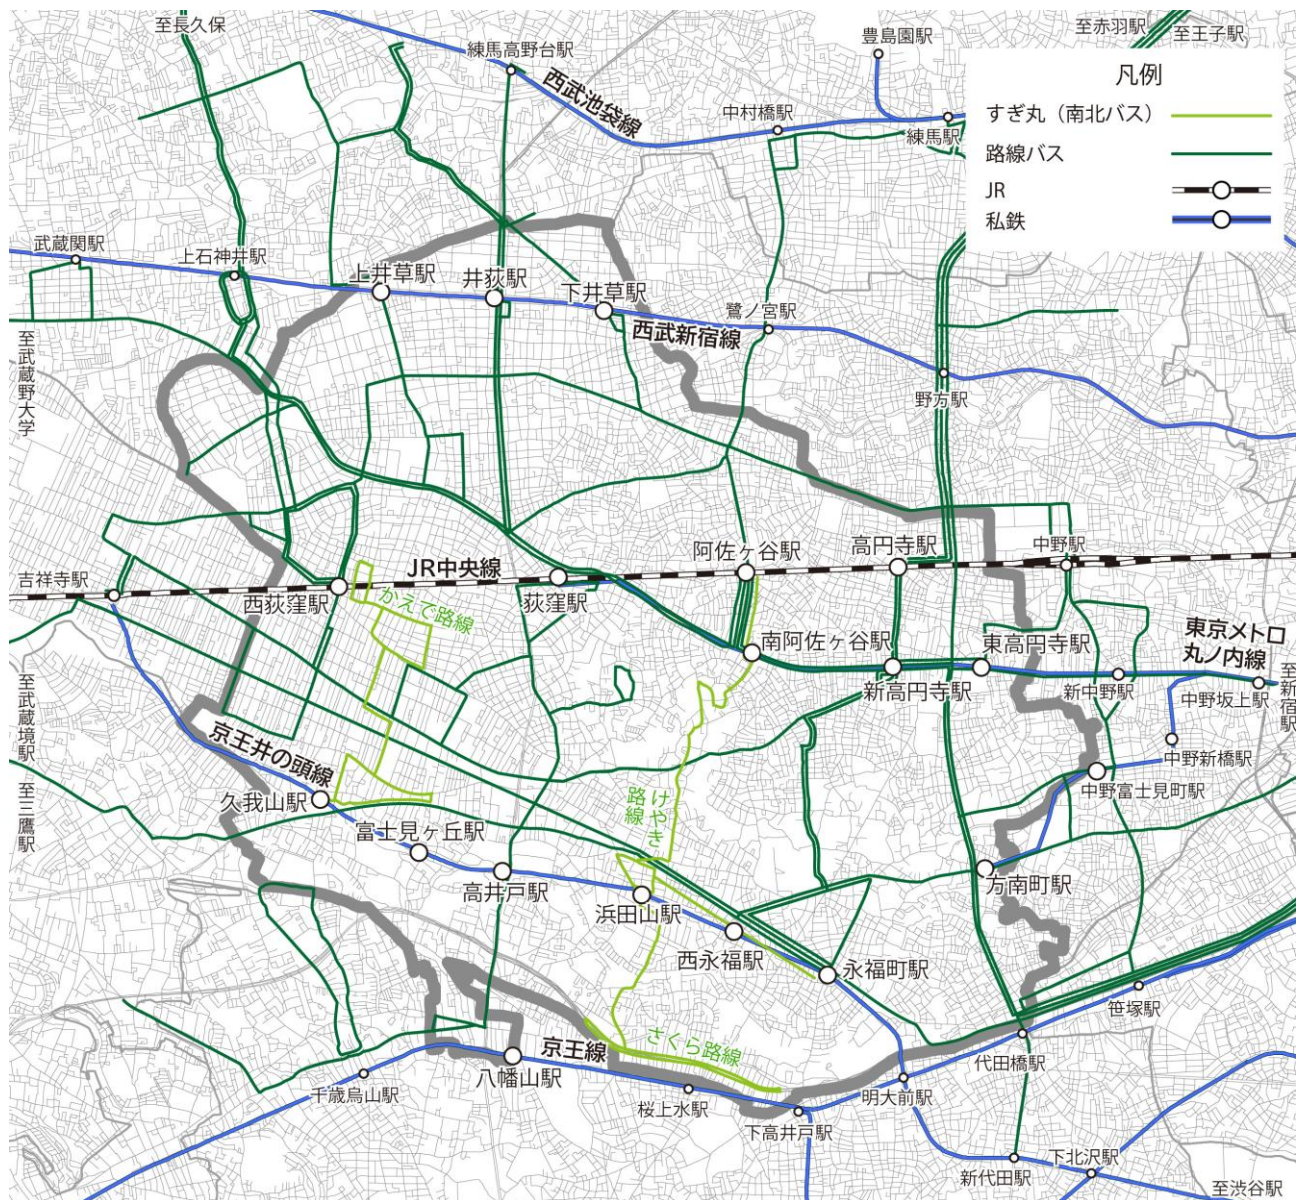 至長久保
練馬高野台駅
豊島園駅
至赤羽駅
至王子駅
凡例
すぎ丸（南北バス）
路線バス
JR
私鉄
西武池袋線
中村橋駅
練馬駅
武蔵関駅
上石神井駅
上井草駅
井荻駅
下井草駅
西武新宿線
鷺ノ宮駅
至武蔵野大学
野方駅
吉祥寺駅
西荻窪駅
JR中央線
かえで路線
荻窪駅
阿佐ヶ谷駅
高円寺駅
中野駅
南阿佐ヶ谷駅
東高円寺駅
新高円寺駅
東京メトロ
丸ノ内線
新中野駅
中野坂上駅
至新宿駅
至武蔵境駅
至三鷹駅
京王井の頭線
久我山駅
富士見ヶ丘駅
高井戸駅
けやき
路線
中野新橋駅
中野富士見町駅
浜田山駅
方南町駅
西永福駅
永福町駅
笹塚駅
さくら路線
京王線
八幡山駅
代田橋駅
千歳烏山駅
桜上水駅
明大前駅
下高井戸駅
新代田駅
下北沢駅
至渋谷駅